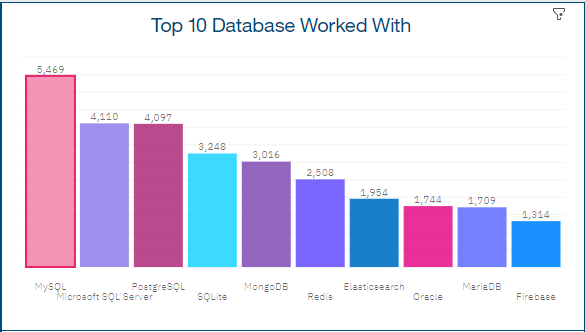 Top 10 Database Worked With
5,469
4,110
4,097
3,248
3,016
2,508
1,954
1,744
1,709
1,314
MySQL
Microsoft SQL Server
PostgreSQL
SQLite
MongoDB
Redis
Elasticsearch
Oracle
MariaDB
Firebase